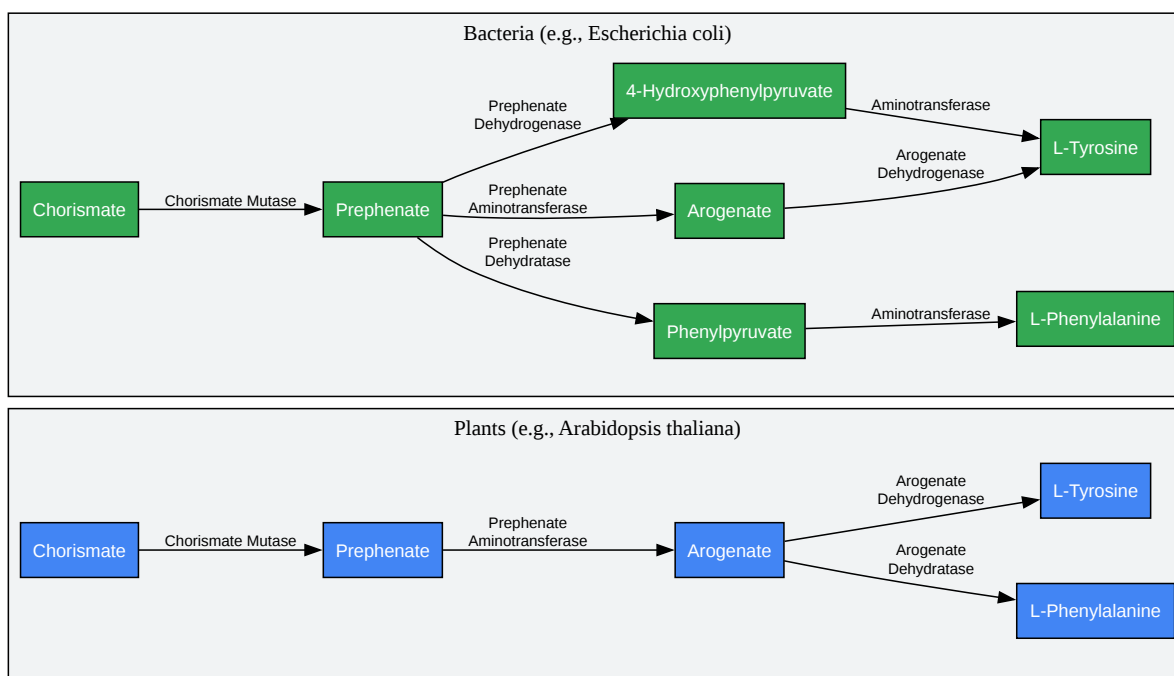 Bacteria (e.g., Escherichia coli)
4-Hydroxyphenylpyruvate
Prephenate
Dehydrogenase
Aminotransferase
L-Tyrosine
Arogenate
Dehydrogenase
Chorismate
Chorismate Mutase
Prephenate
Prephenate
Aminotransferase
Arogenate
Prephenate
Dehydratase
Phenylpyruvate
Aminotransferase
L-Phenylalanine
Plants (e.g., Arabidopsis thaliana)
Chorismate
Chorismate Mutase
Prephenate
Prephenate
Aminotransferase
Arogenate
Arogenate
Dehydrogenase
L-Tyrosine
Arogenate
Dehydratase
L-Phenylalanine